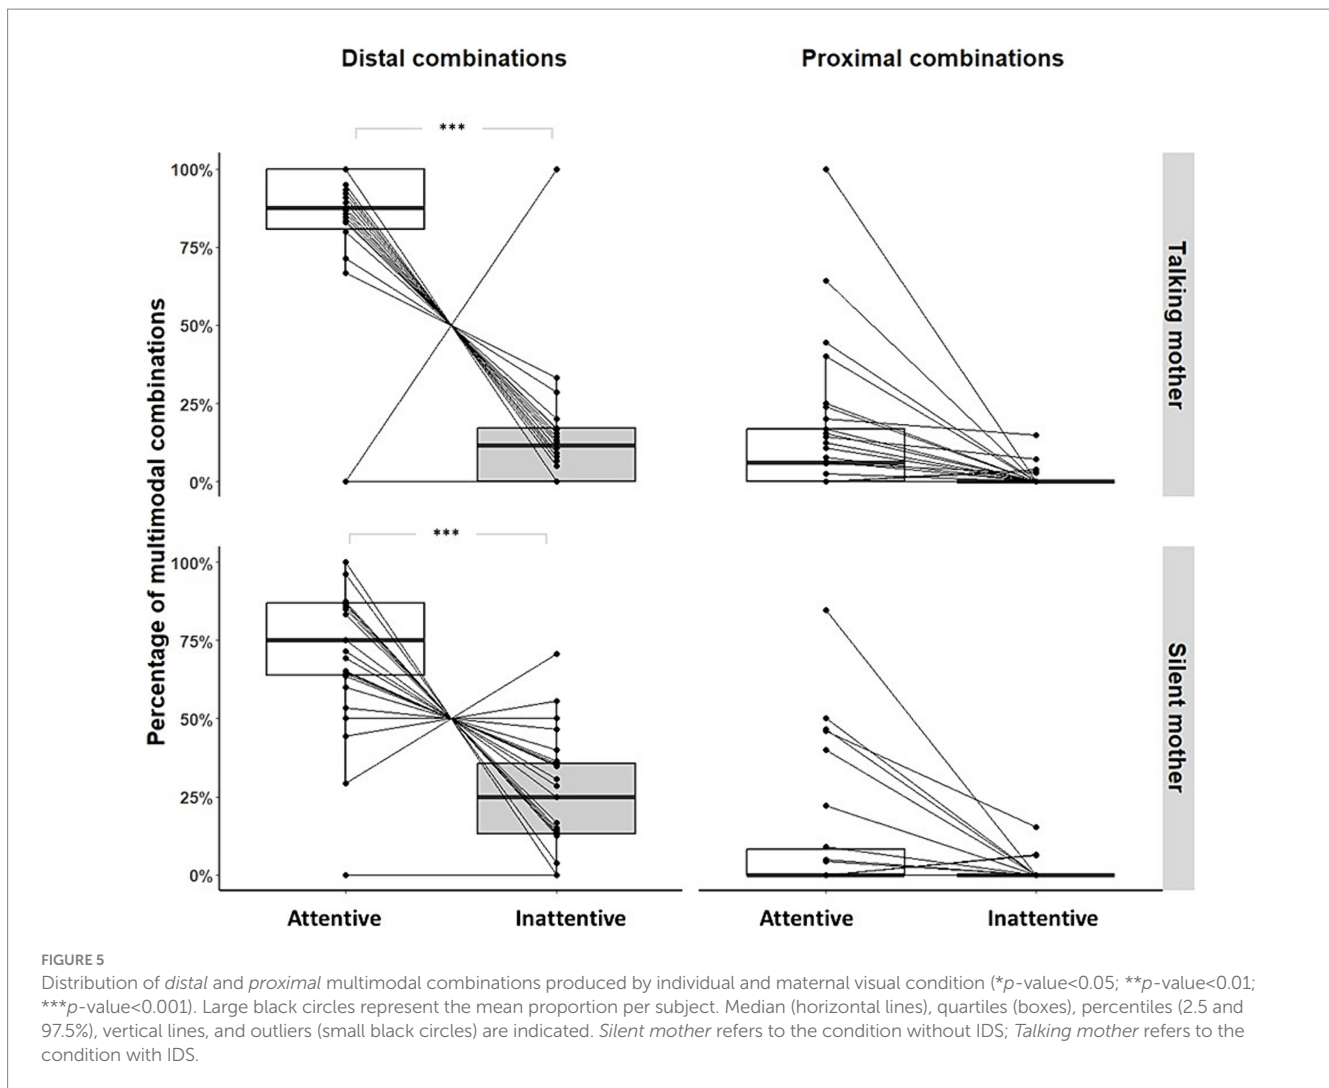 Distal combinations
Proximal combinations
Percentage of multimodal combinations
***
100%
75%
50%
25%
0%
Talking mother
***
100%
75%
50%
25%
0%
Silent mother
Attentive
Inattentive
Attentive
Inattentive
FIGURE 5
Distribution of distal and proximal multimodal combinations produced by individual and maternal visual condition (*p-value<0.05; **p-value<0.01;
***p-value<0.001). Large black circles represent the mean proportion per subject. Median (horizontal lines), quartiles (boxes), percentiles (2.5 and
97.5%), vertical lines, and outliers (small black circles) are indicated. Silent mother refers to the condition without IDS; Talking mother refers to the
condition with IDS.